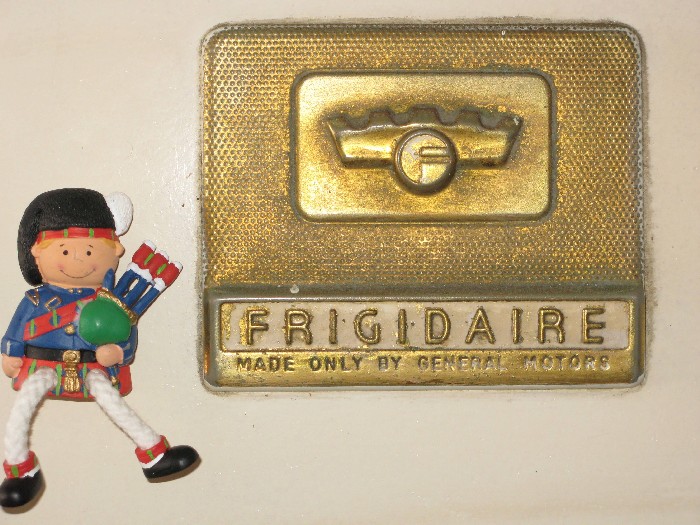 F
FRIGIDAIRE
MADE ONLY BY GENERAL MOTORS